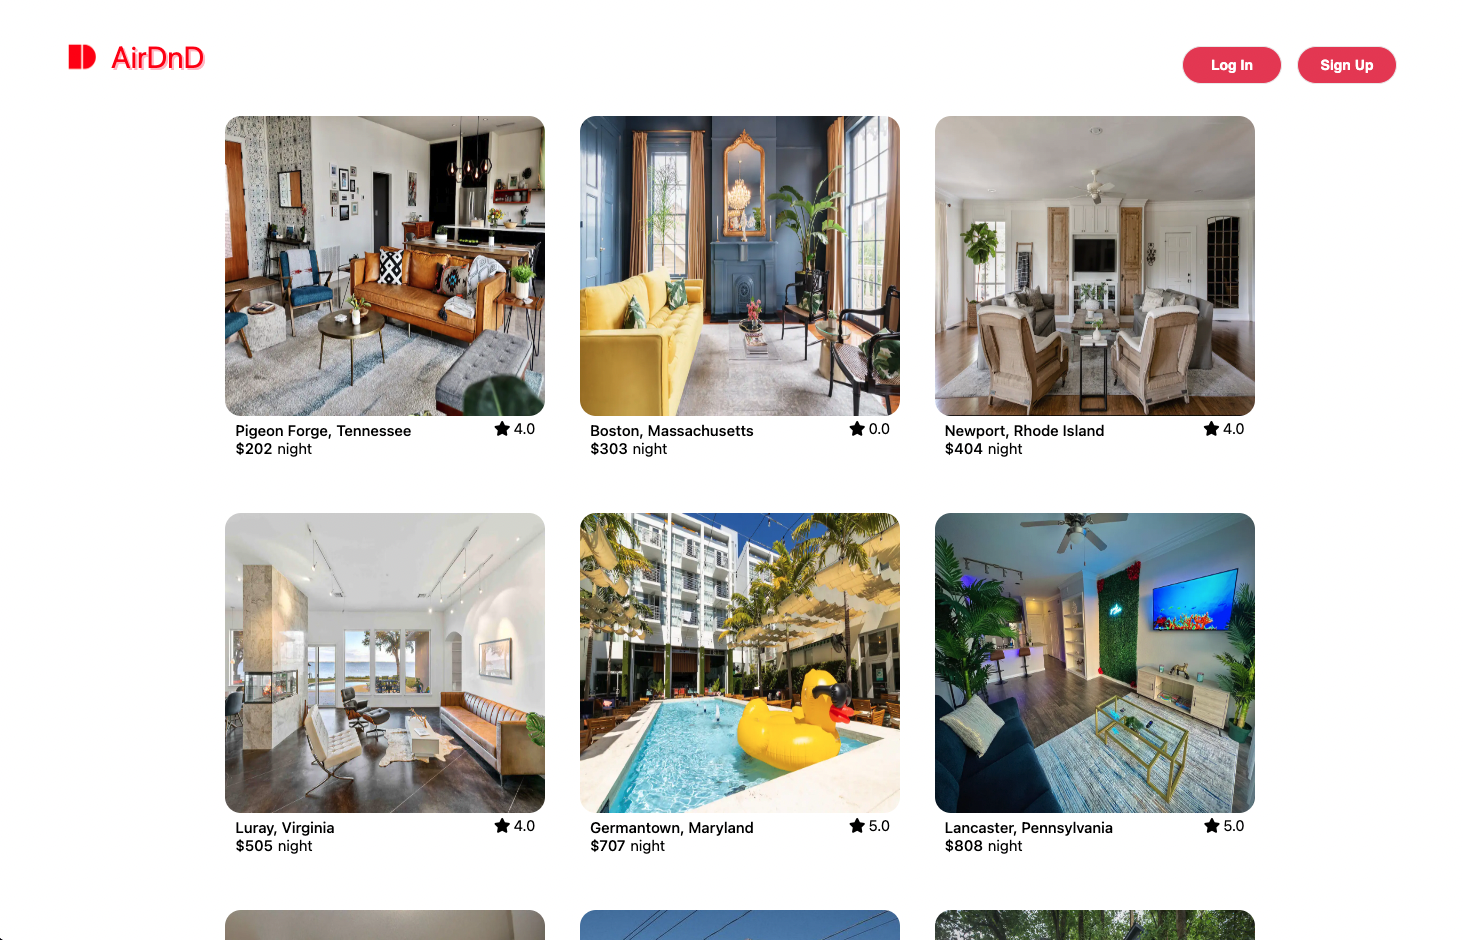 AirDnD
Log In
Sign Up
Pigeon Forge, Tennessee
4.0
$202 night
Boston, Massachusetts
0.0
$303 night
Newport, Rhode Island
4.0
$404 night
Luray, Virginia
4.0
$505 night
Germantown, Maryland
5.0
$707 night
Lancaster, Pennsylvania
5.0
$808 night